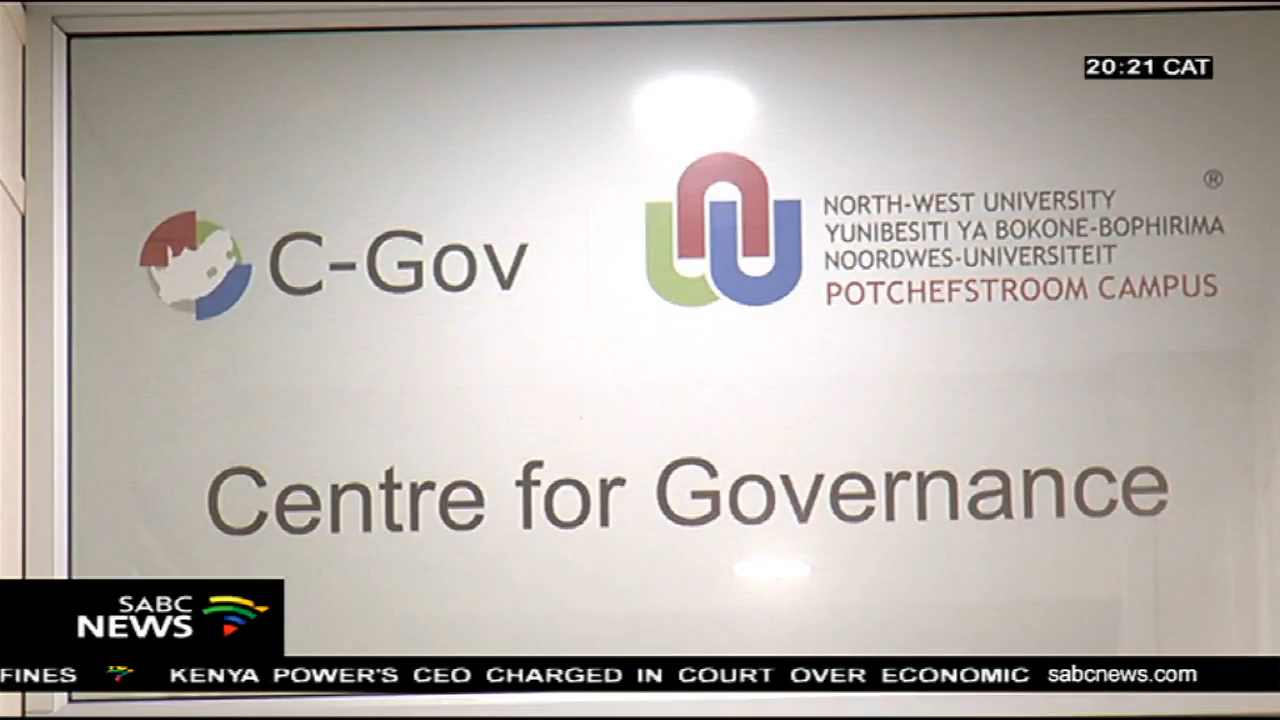 20:21 CAT
®
NORTH-WEST UNIVERSITY
YUNIBESITI YA BOKONE-BOPHIRIMA
NOORDWES-UNIVERSITEIT
POTCHEFSTROOM CAMPUS
C-Gov
Centre for Governance
SABC
NEWS
FINES KENYA POWER'S CEO CHARGED IN COURT OVER ECONOMIC sabcnews.com